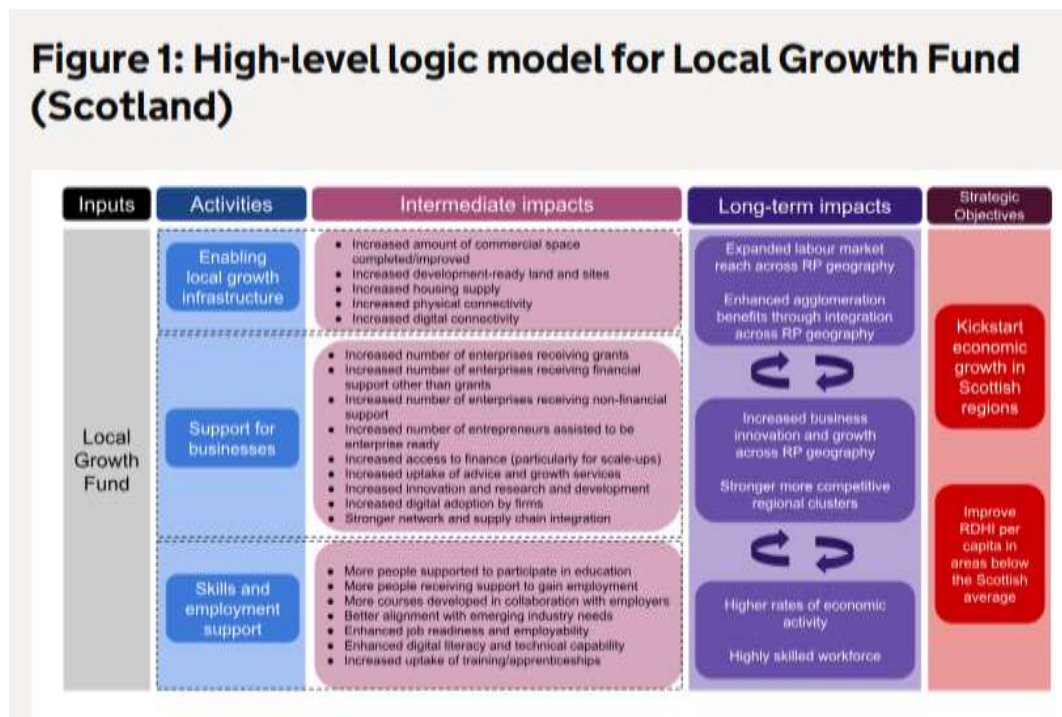 Figure 1: High-level logic model for Local Growth Fund
(Scotland)
Inputs
Activities
Intermediate impacts
Long-term impacts
Strategic
Objectives
Local
Growth
Fund
Enabling
local growth
infrastructure
● Increased amount of commercial space
completed/improved
● Increased development-ready land and sites
● Increased housing supply
● Increased physical connectivity
● Increased digital connectivity
Support for
businesses
● Increased number of enterprises receiving grants
● Increased number of enterprises receiving financial
support other than grants
● Increased number of enterprises receiving non-financial
support
● Increased number of entrepreneurs assisted to be
enterprise ready
● Increased access to finance (particularly for scale-ups)
● Increased uptake of advice and growth services
● Increased innovation and research and development
● Increased digital adoption by firms
● Stronger network and supply chain integration
Skills and
employment
support
● More people supported to participate in education
● More people receiving support to gain employment
● More courses developed in collaboration with employers
● Better alignment with emerging industry needs
● Enhanced job readiness and employability
● Enhanced digital literacy and technical capability
● Increased uptake of training/apprenticeships
Expanded labour market
reach across RP geography
Enhanced agglomeration
benefits through integration
across RP geography
Increased business
innovation and growth
across RP geography
Stronger more competitive
regional clusters
Higher rates of economic
activity
Highly skilled workforce
Kickstart
economic
growth in
Scottish
regions
Improve
RDHI per
capita in
areas below
the Scottish
average